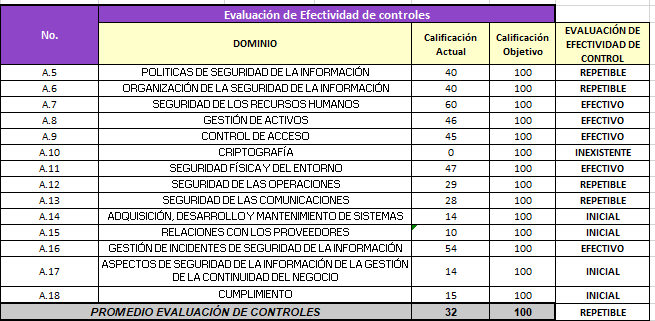 Evaluación de Efectividad de controles
No. DOMINIO Calificación Actual Calificación Objetivo EVALUACIÓN DE EFECTIVIDAD DE CONTROL
A.5 POLITICAS DE SEGURIDAD DE LA INFORMACIÓN 40 100 REPETIBLE
A.6 ORGANIZACIÓN DE LA SEGURIDAD DE LA INFORMACIÓN 40 100 REPETIBLE
A.7 SEGURIDAD DE LOS RECURSOS HUMANOS 60 100 EFECTIVO
A.8 GESTIÓN DE ACTIVOS 46 100 EFECTIVO
A.9 CONTROL DE ACCESO 45 100 EFECTIVO
A.10 CRIPTOGRAFÍA 0 100 INEXISTENTE
A.11 SEGURIDAD FÍSICA Y DEL ENTORNO 47 100 EFECTIVO
A.12 SEGURIDAD DE LAS OPERACIONES 29 100 REPETIBLE
A.13 SEGURIDAD DE LAS COMUNICACIONES 28 100 REPETIBLE
A.14 ADQUISICIÓN, DESARROLLO Y MANTENIMIENTO DE SISTEMAS 14 100 INICIAL
A.15 RELACIONES CON LOS PROVEEDORES 10 100 INICIAL
A.16 GESTIÓN DE INCIDENTES DE SEGURIDAD DE LA INFORMACIÓN 54 100 EFECTIVO
A.17 ASPECTOS DE SEGURIDAD DE LA INFORMACIÓN DE LA GESTIÓN DE LA CONTINUIDAD DEL NEGOCIO 14 100 INICIAL
A.18 CUMPLIMIENTO 15 100 INICIAL
PROMEDIO EVALUACIÓN DE CONTROLES 32 100 REPETIBLE